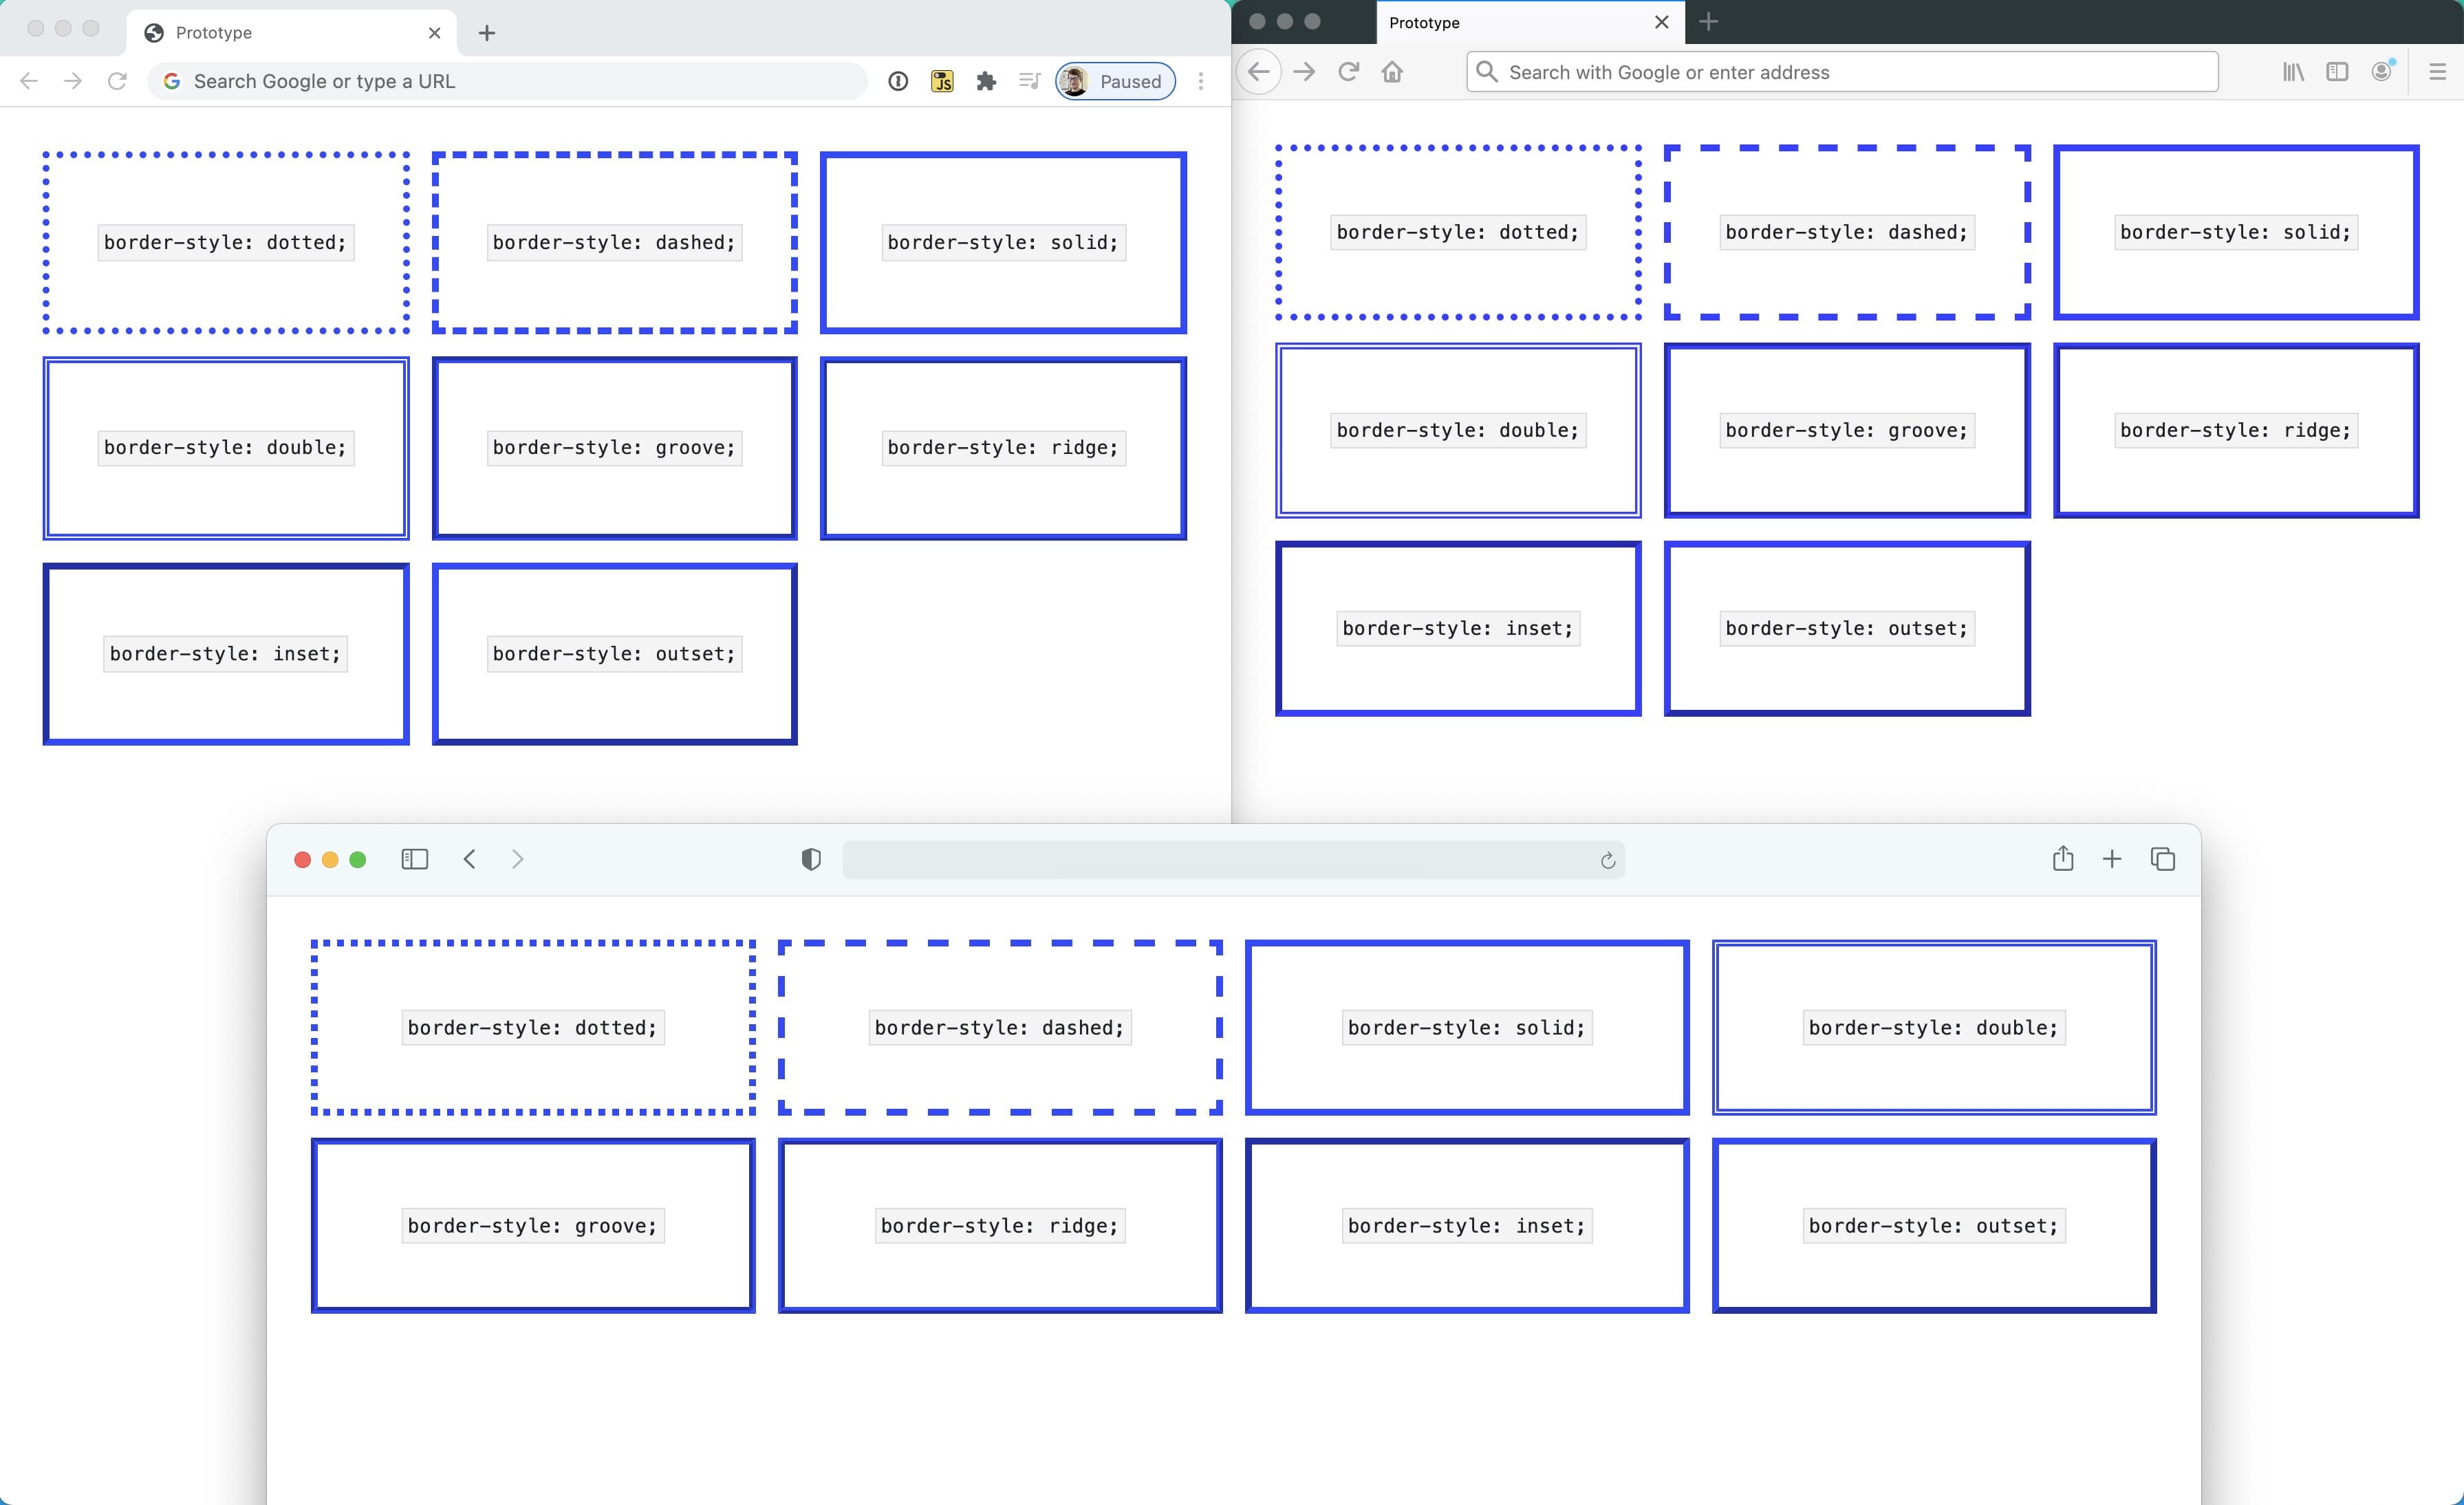 Prototype
Search Google or type a URL
JS
Paused
border-style: dotted;
border-style: dashed;
border-style: solid;
border-style: double;
border-style: groove;
border-style: ridge;
border-style: inset;
border-style: outset;
Prototype
Search with Google or enter address
border-style: dotted;
border-style: dashed;
border-style: solid;
border-style: double;
border-style: groove;
border-style: ridge;
border-style: inset;
border-style: outset;
border-style: dotted;
border-style: dashed;
border-style: solid;
border-style: double;
border-style: groove;
border-style: ridge;
border-style: inset;
border-style: outset;